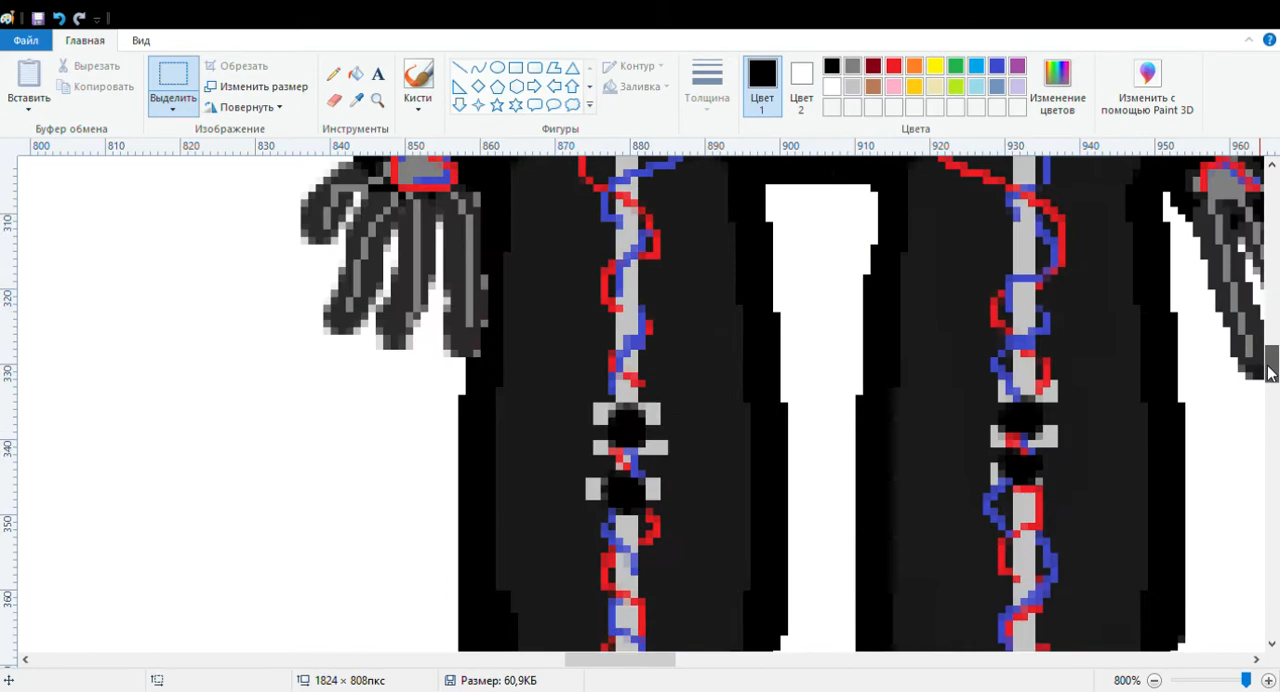 Файл Главная Вид
Вставить
Вырезать
Копировать
Буфер обмена
Выделить
Обрезать
Изменить размер
Повернуть
Изображение
A
Инструменты
Кисти
Контур
Заливка
Фигуры
Толщина
Цвет 1
Цвет 2
Изменение цветов
Цвета
Изменить с помощью Paint 3D
800 810 820 830 840 850 860 870 880 890 900 910 920 930 940 950 960
310
320
330
340
350
360
1824 × 808пкс
Размер: 60,9КБ
800%